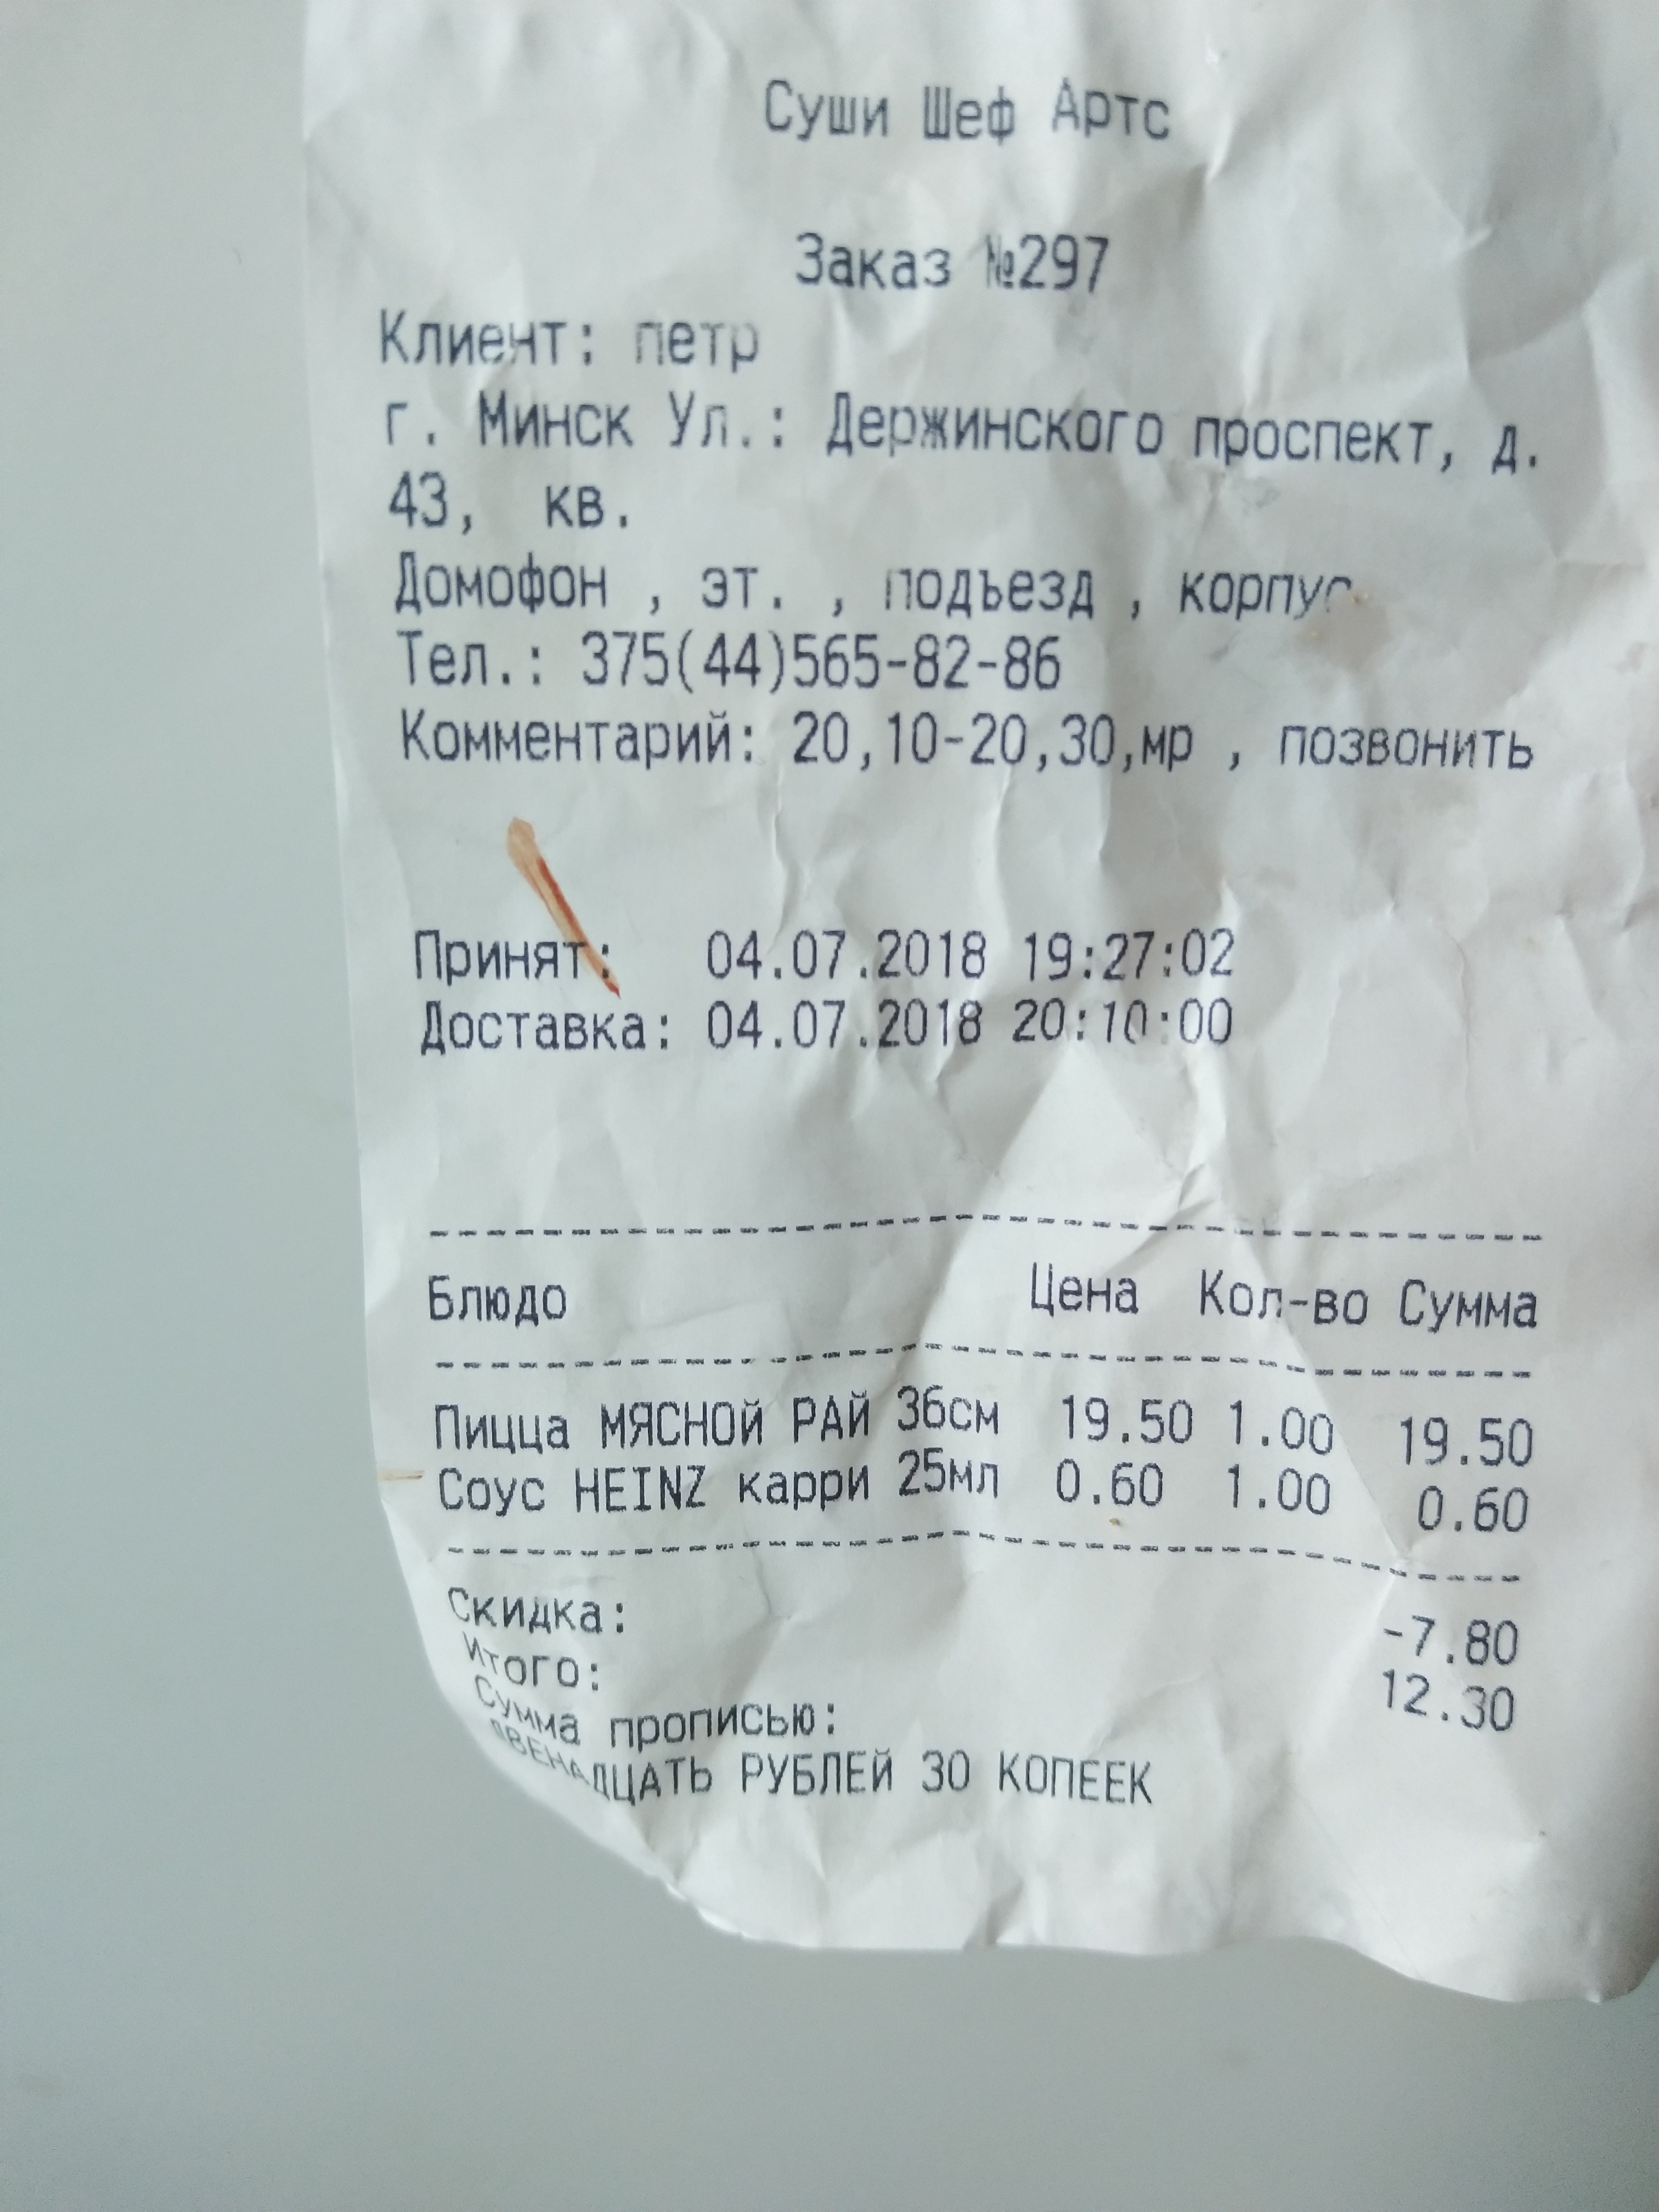 Суши Шеф Артс
Заказ №297
Клиент: петр
г. Минск Ул.: Держинского проспект, д.
43, кв.
Домофон , эт. , подъезд , корпус
Тел.: 375(44)565-82-86
Комментарий: 20,10-20,30,мр , позвонить
Принят: 04.07.2018 19:27:02
Доставка: 04.07.2018 20:10:00
Блюдо Цена Кол-во Сумма
Пицца МЯСНОЙ РАЙ 36см 19.50 1.00 19.50
Соус HEINZ карри 25мл 0.60 1.00 0.60
Скидка: -7.80
Итого: 12.30
Сумма прописью:
ДВЕНАДЦАТЬ РУБЛЕЙ 30 КОПЕЕК